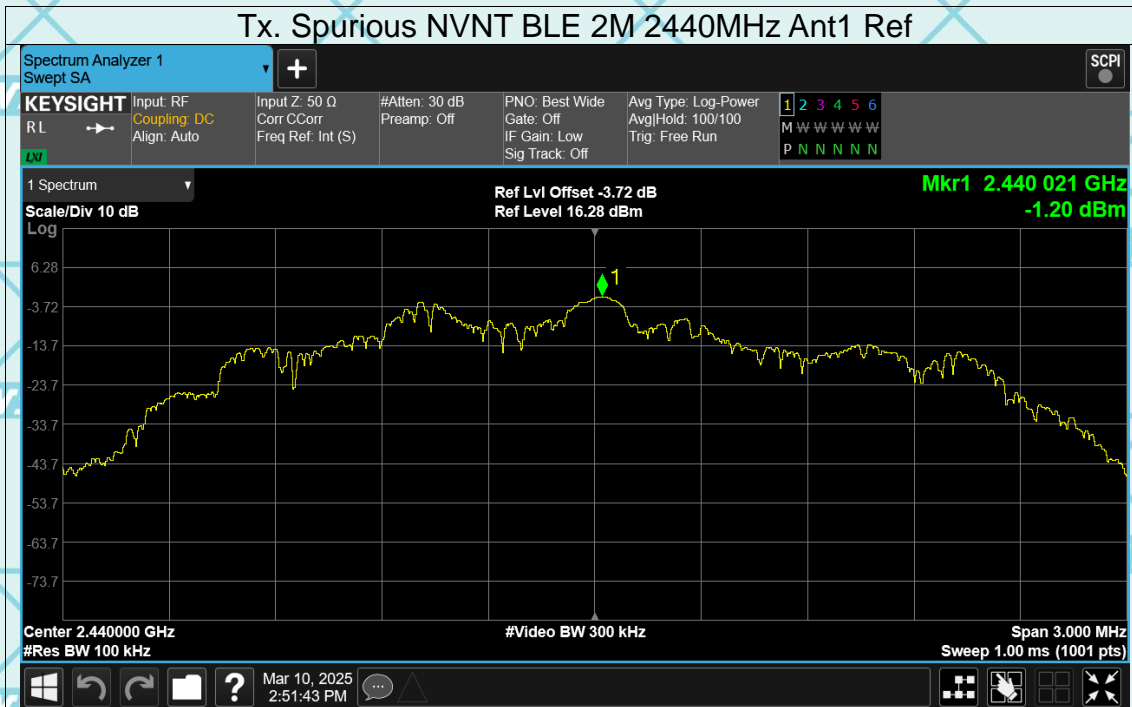 Tx. Spurious NVNT BLE 2M 2440MHz Ant1 Ref
Spectrum Analyzer 1
Swept SA
+
SCPI
KEYSIGHT
R L
LXI
Input: RF
Coupling: DC
Align: Auto
Input Z: 50 Ω
Corr CCorr
Freq Ref: Int (S)
#Atten: 30 dB
Preamp: Off
PNO: Best Wide
Gate: Off
IF Gain: Low
Sig Track: Off
Avg Type: Log-Power
Avg|Hold: 100/100
Trig: Free Run
1 2 3 4 5 6
M W W W W W
P N N N N N
1 Spectrum
Scale/Div 10 dB
Log
Ref Lvl Offset -3.72 dB
Ref Level 16.28 dBm
Mkr1 2.440 021 GHz
-1.20 dBm
1
6.28
-3.72
-13.7
-23.7
-33.7
-43.7
-53.7
-63.7
-73.7
Center 2.440000 GHz
#Video BW 300 kHz
Span 3.000 MHz
#Res BW 100 kHz
Sweep 1.00 ms (1001 pts)
?
Mar 10, 2025
2:51:43 PM